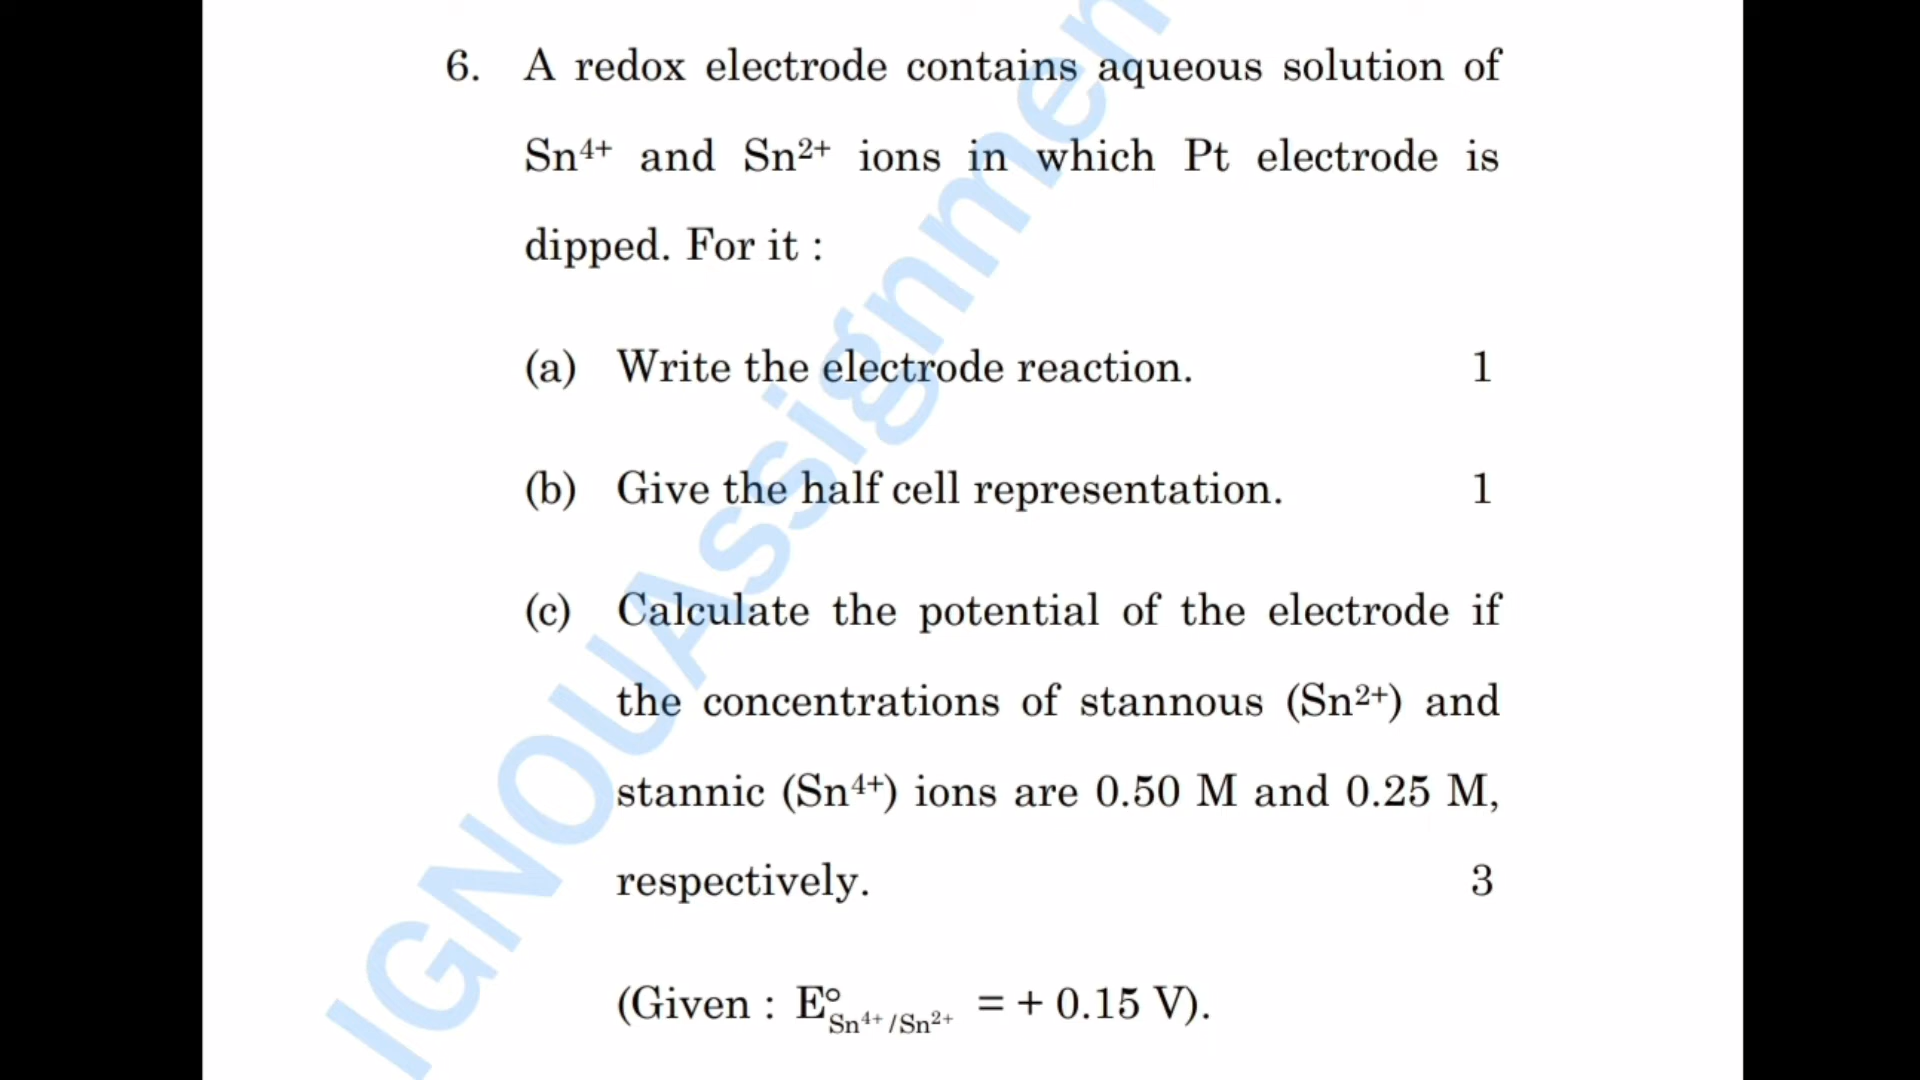 6. A redox electrode contains aqueous solution of
Sn⁴⁺ and Sn²⁺ ions in which Pt electrode is
dipped. For it :
(a) Write the electrode reaction. 1
(b) Give the half cell representation. 1
(c) Calculate the potential of the electrode if
the concentrations of stannous (Sn²⁺) and
stannic (Sn⁴⁺) ions are 0.50 M and 0.25 M,
respectively. 3
(Given : E°Sn⁴⁺/Sn²⁺ = + 0.15 V).
IGNOUAssignmen